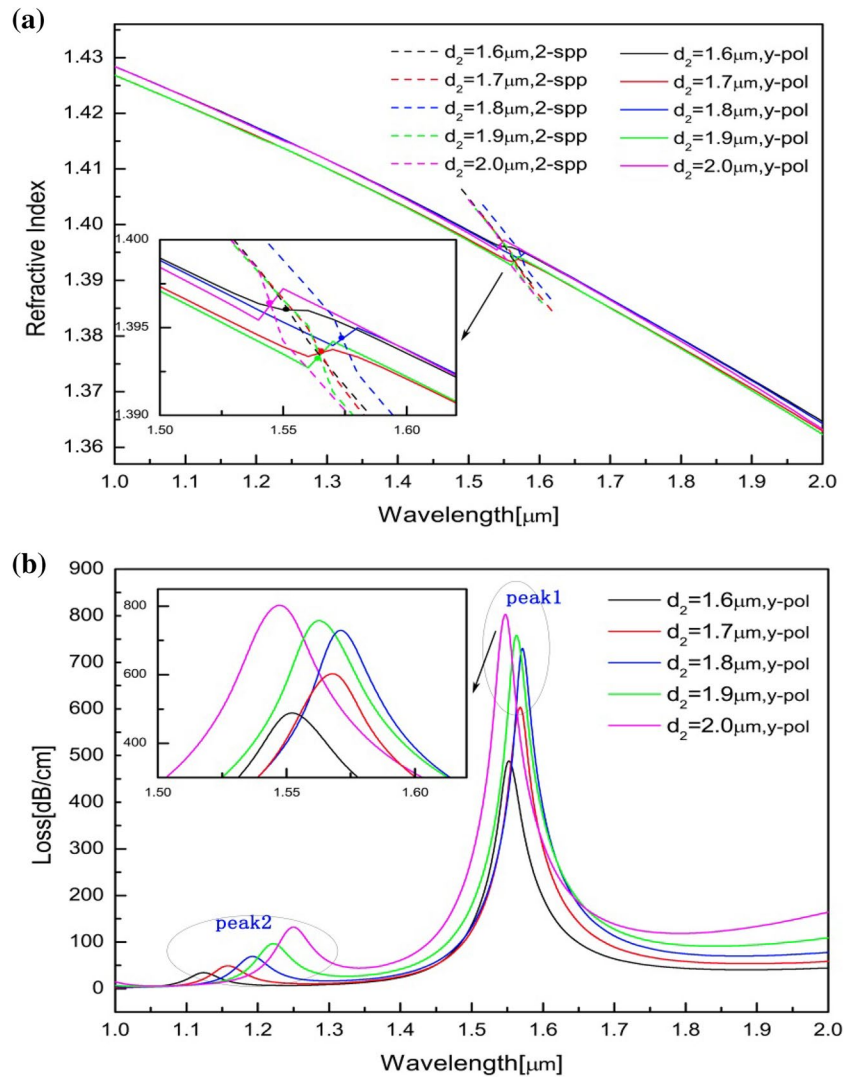 (a)
1.43
1.42
1.41
1.40
1.39
1.38
1.37
1.36
Refractive Index
d₂=1.6μm,2-spp
d₂=1.7μm,2-spp
d₂=1.8μm,2-spp
d₂=1.9μm,2-spp
d₂=2.0μm,2-spp
d₂=1.6μm,y-pol
d₂=1.7μm,y-pol
d₂=1.8μm,y-pol
d₂=1.9μm,y-pol
d₂=2.0μm,y-pol
1.400
1.395
1.390
1.50 1.55 1.60
1.0 1.1 1.2 1.3 1.4 1.5 1.6 1.7 1.8 1.9 2.0
Wavelength[μm]
(b)
900
800
700
600
500
400
300
200
100
0
Loss[dB/cm]
800
600
400
1.50 1.55 1.60
peak1
d₂=1.6μm,y-pol
d₂=1.7μm,y-pol
d₂=1.8μm,y-pol
d₂=1.9μm,y-pol
d₂=2.0μm,y-pol
peak2
1.0 1.1 1.2 1.3 1.4 1.5 1.6 1.7 1.8 1.9 2.0
Wavelength[μm]